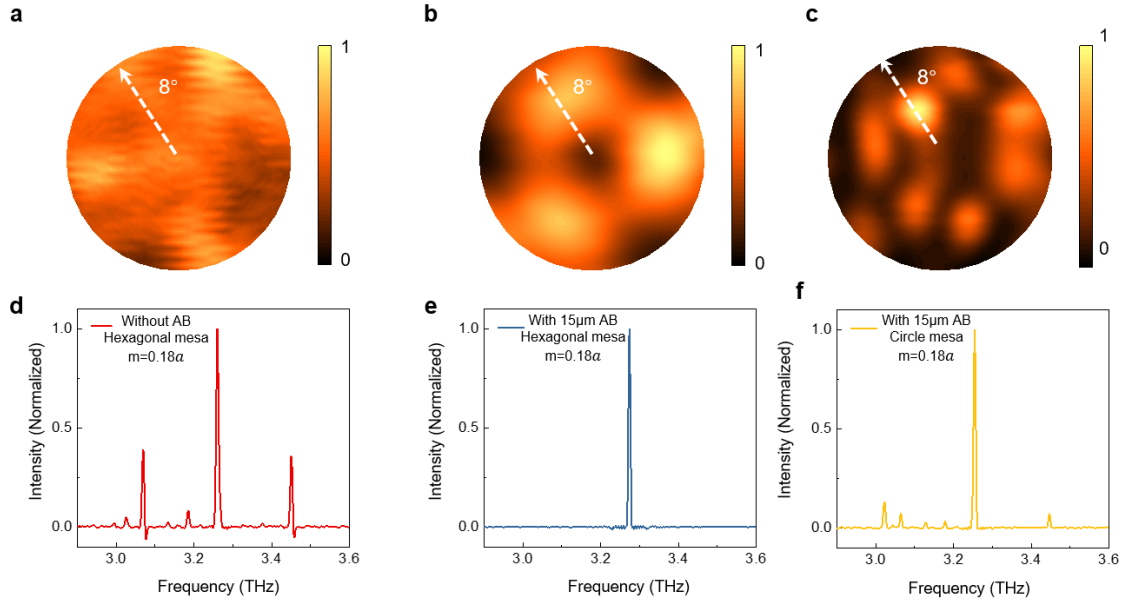 a
8°
1
0
b
8°
1
0
c
8°
1
0
d
Without AB
Hexagonal mesa
m=0.18a
1.0
0.5
0.0
Intensity (Normalized)
3.0
3.2
3.4
3.6
Frequency (THz)
e
With 15μm AB
Hexagonal mesa
m=0.18a
1.0
0.5
0.0
Intensity (Normalized)
3.0
3.2
3.4
3.6
Frequency (THz)
f
With 15μm AB
Circle mesa
m=0.18a
1.0
0.5
0.0
Intensity (Normalized)
3.0
3.2
3.4
3.6
Frequency (THz)